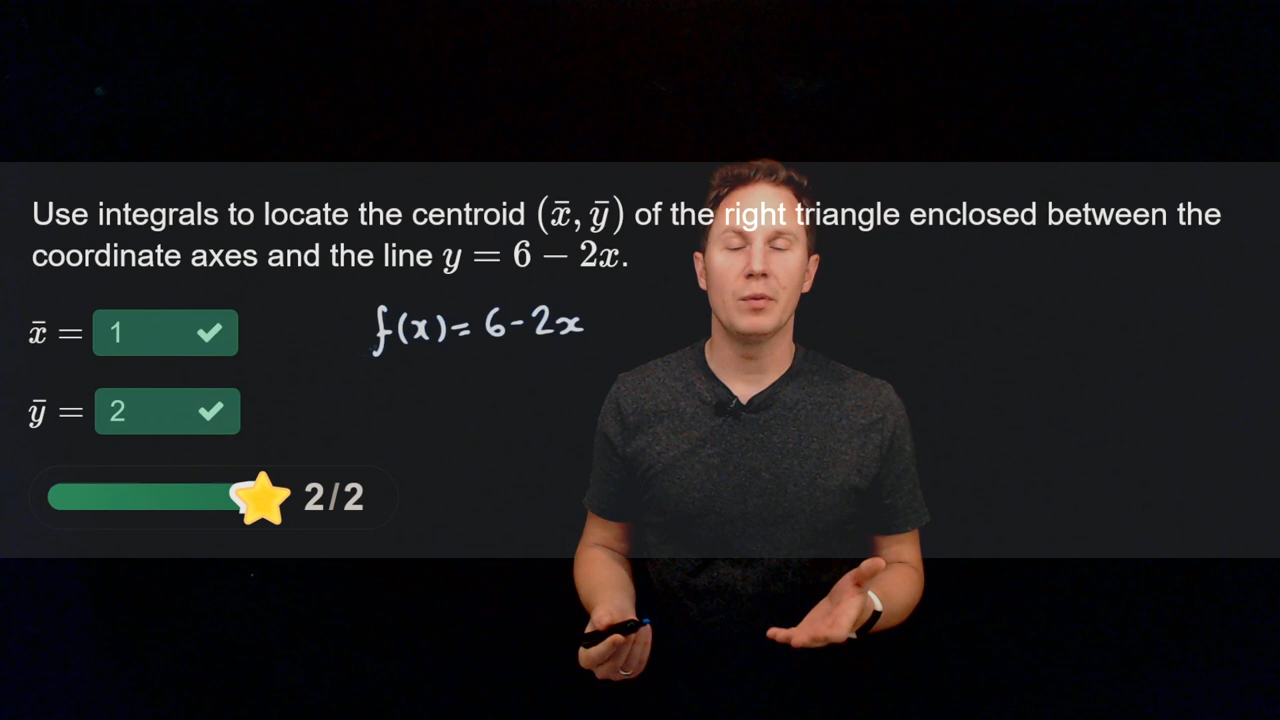 Use integrals to locate the centroid (x̄, ȳ) of the right triangle enclosed between the
coordinate axes and the line y = 6 − 2x.
x̄ = 1
f(x) = 6-2x
ȳ = 2
2/2